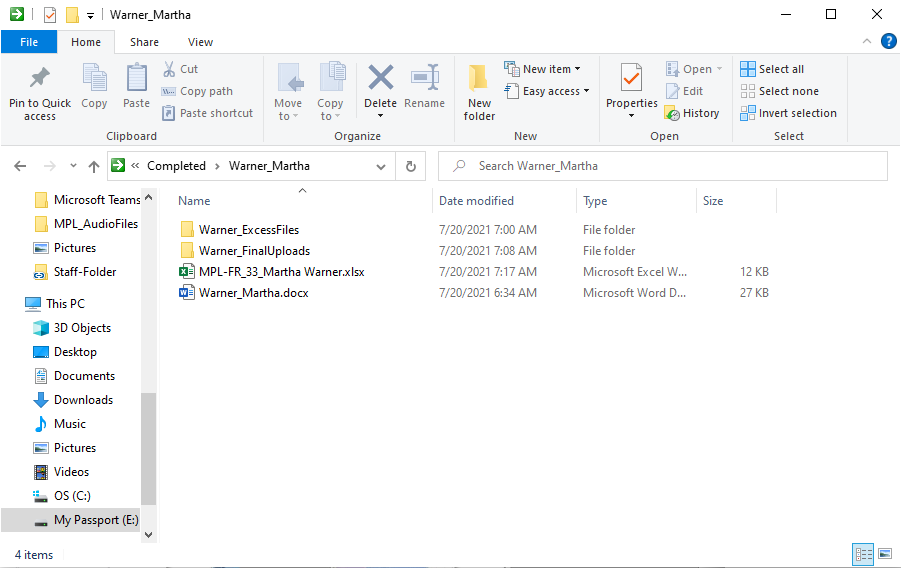 Warner_Martha
File Home Share View
Pin to Quick access
Copy
Paste
Cut
Copy path
Paste shortcut
Clipboard
Move to
Copy to
Delete
Rename
Organize
New folder
New item
Easy access
New
Properties
Open
Edit
History
Open
Select all
Select none
Invert selection
Select
« Completed › Warner_Martha
Search Warner_Martha
Name Date modified Type Size
Warner_ExcessFiles 7/20/2021 7:00 AM File folder
Warner_FinalUploads 7/20/2021 7:08 AM File folder
MPL-FR_33_Martha Warner.xlsx 7/20/2021 7:17 AM Microsoft Excel W... 12 KB
Warner_Martha.docx 7/20/2021 6:34 AM Microsoft Word D... 27 KB
Microsoft Teams
MPL_AudioFiles
Pictures
Staff-Folder
This PC
3D Objects
Desktop
Documents
Downloads
Music
Pictures
Videos
OS (C:)
My Passport (E:)
4 items